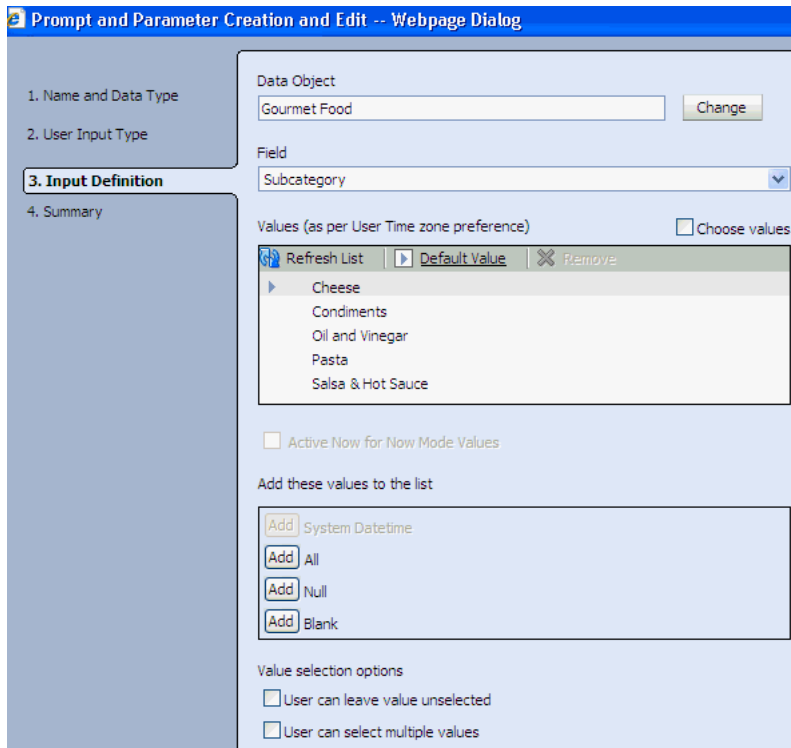 Prompt and Parameter Creation and Edit -- Webpage Dialog
1. Name and Data Type
2. User Input Type
3. Input Definition
4. Summary
Data Object
Gourmet Food
Change
Field
Subcategory
Values (as per User Time zone preference)
Choose values
Refresh List
Default Value
Remove
Cheese
Condiments
Oil and Vinegar
Pasta
Salsa & Hot Sauce
Active Now for Now Mode Values
Add these values to the list
Add System Datetime
Add All
Add Null
Add Blank
Value selection options
User can leave value unselected
User can select multiple values